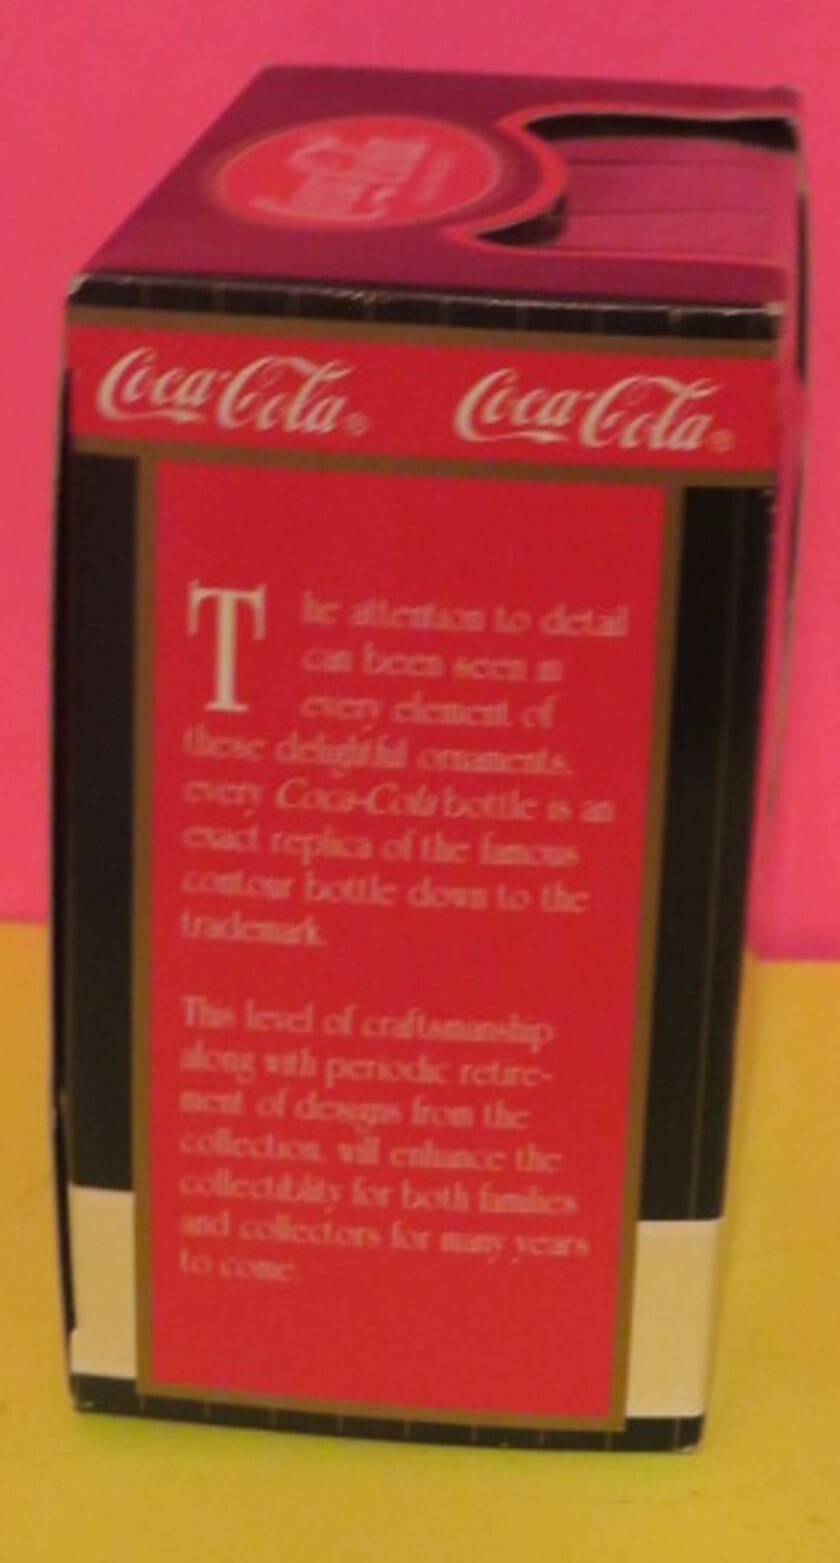 Coca-Cola® Coca-Cola®
The attention to detail
can been seen in
every element of
these delightful ornaments,
every Coca-Cola bottle is an
exact replica of the famous
contour bottle down to the
trademark.
This level of craftsmanship
along with periodic retire-
ment of designs from the
collection, will enhance the
collectiblity for both families
and collectors for many years
to come.